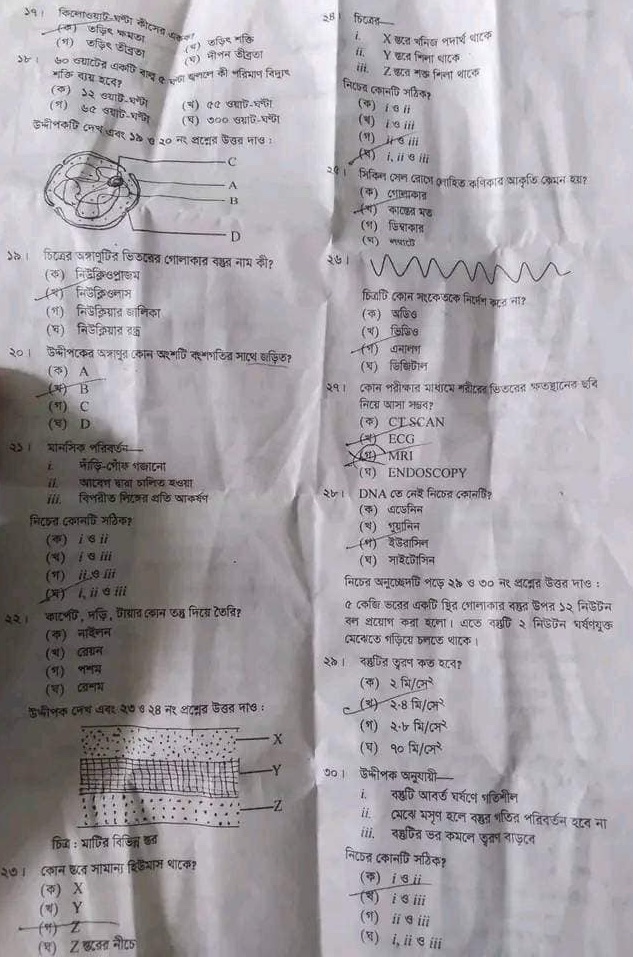 ১৭। কিলোওয়াট-ঘণ্টা কীসের একক?
(ক) তড়িৎ ক্ষমতা
(খ) তড়িৎ শক্তি
(গ) তড়িৎ তীব্রতা
(ঘ) দীপন তীব্রতা
১৮। ৬০ ওয়াটের একটি বাল্ব ৫ ঘণ্টা জ্বললে কী পরিমাণ বিদ্যুৎ
শক্তি ব্যয় হবে?
(ক) ১২ ওয়াট-ঘণ্টা
(খ) ৫৫ ওয়াট-ঘণ্টা
(গ) ৬৫ ওয়াট-ঘণ্টা
(ঘ) ৩০০ ওয়াট-ঘণ্টা
উদ্দীপকটি দেখ এবং ১৯ ও ২০ নং প্রশ্নের উত্তর দাও :
C
A
B
D
১৯। চিত্রের অঙ্গাণুটির ভিতরের গোলাকার বস্তুর নাম কী?
(ক) নিউক্লিওপ্লাজম
(খ) নিউক্লিওলাস
(গ) নিউক্লিয়ার জালিকা
(ঘ) নিউক্লিয়ার রন্ধ্র
২০। উদ্দীপকের অঙ্গাণুর কোন অংশটি বংশগতির সাথে জড়িত?
(ক) A
(খ) B
(গ) C
(ঘ) D
২১। মানসিক পরিবর্তন—
i. দাঁড়ি-গোঁফ গজানো
ii. আবেগ দ্বারা চালিত হওয়া
iii. বিপরীত লিঙ্গের প্রতি আকর্ষণ
নিচের কোনটি সঠিক?
(ক) i ও ii
(খ) i ও iii
(গ) ii ও iii
(ঘ) i, ii ও iii
২২। কার্পেট, দড়ি, টায়ার কোন তন্তু দিয়ে তৈরি?
(ক) নাইলন
(খ) রেয়ন
(গ) পশম
(ঘ) রেশম
উদ্দীপক দেখ এবং ২৩ ও ২৪ নং প্রশ্নের উত্তর দাও :
X
Y
Z
চিত্র : মাটির বিভিন্ন স্তর
২৩। কোন স্তরে সামান্য হিউমাস থাকে?
(ক) X
(খ) Y
(গ) Z
(ঘ) Z স্তরের নীচে
২৪। চিত্রের—
i. X স্তরে খনিজ পদার্থ থাকে
ii. Y স্তরে শিলা থাকে
iii. Z স্তরে শক্ত শিলা থাকে
নিচের কোনটি সঠিক?
(ক) i ও ii
(খ) i ও iii
(গ) ii ও iii
(ঘ) i, ii ও iii
২৫। সিকিল সেল রোগে লোহিত কণিকার আকৃতি কেমন হয়?
(ক) গোলাকার
(খ) কাস্তের মত
(গ) ডিম্বাকার
(ঘ) লম্বাটে
২৬।
চিত্রটি কোন সংকেতকে নির্দেশ করে না?
(ক) অডিও
(খ) ভিডিও
(গ) এনালগ
(ঘ) ডিজিটাল
২৭। কোন পরীক্ষার মাধ্যমে শরীরের ভিতরের ক্ষতস্থানের ছবি
নিয়ে আসা সম্ভব?
(ক) CT SCAN
(খ) ECG
(গ) MRI
(ঘ) ENDOSCOPY
২৮। DNA তে নেই নিচের কোনটি?
(ক) এডেনিন
(খ) গুয়ানিন
(গ) ইউরাসিল
(ঘ) সাইটোসিন
নিচের অনুচ্ছেদটি পড়ে ২৯ ও ৩০ নং প্রশ্নের উত্তর দাও :
৫ কেজি ভরের একটি স্থির গোলাকার বস্তুর উপর ১২ নিউটন
বল প্রয়োগ করা হলো। এতে বস্তুটি ২ নিউটন ঘর্ষণযুক্ত
মেঝেতে গড়িয়ে চলতে থাকে।
২৯। বস্তুটির ত্বরণ কত হবে?
(ক) ২ মি/সে²
(খ) ২.৪ মি/সে²
(গ) ২.৮ মি/সে²
(ঘ) ৭০ মি/সে²
৩০। উদ্দীপক অনুযায়ী—
i. বস্তুটি আবর্ত ঘর্ষণে গতিশীল
ii. মেঝে মসৃণ হলে বস্তুর গতির পরিবর্তন হবে না
iii. বস্তুটির ভর কমালে ত্বরণ বাড়বে
নিচের কোনটি সঠিক?
(ক) i ও ii
(খ) i ও iii
(গ) ii ও iii
(ঘ) i, ii ও iii